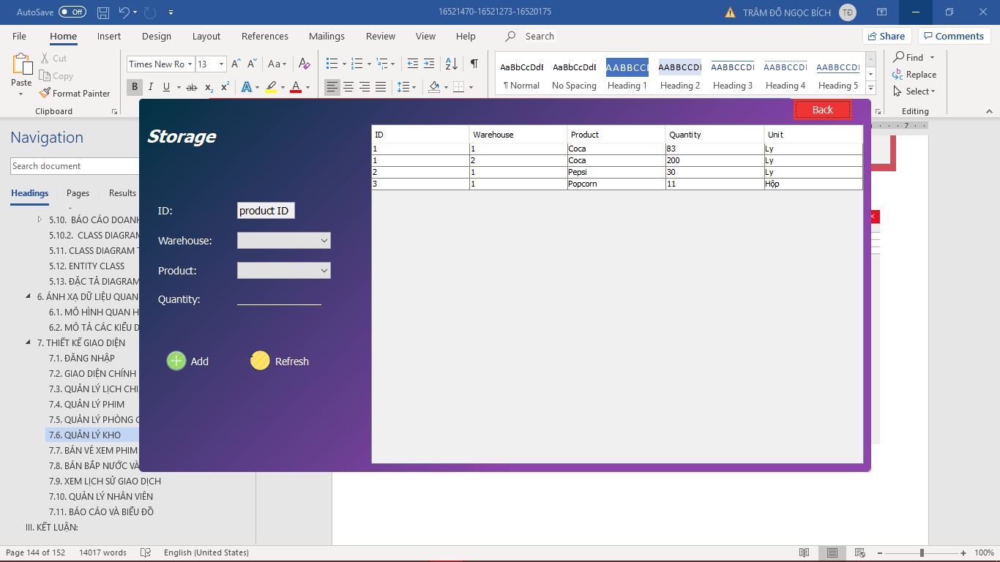 AutoSave Off 16521470-16521273-16520175 TRÂM ĐỖ NGỌC BÍCH TĐ
File Home Insert Design Layout References Mailings Review View Help Search Share Comments
Paste Cut Copy Format Painter
Clipboard
Times New Ro 13 Aa
B I U ab x₂ x² A A
AaBbCcDdE AaBbCcDdE AABBCCD AABBCCDI AABBCCDI AABBCCDI AABBCCDI
¶ Normal No Spacing Heading 1 Heading 2 Heading 3 Heading 4 Heading 5
Find
Replace
Select
Editing
Navigation
Search document
Headings Pages Results
5.10. BÁO CÁO DOANH
5.10.2. CLASS DIAGRAM
5.11. CLASS DIAGRAM T
5.12. ENTITY CLASS
5.13. ĐẶC TẢ DIAGRAM
6. ÁNH XẠ DỮ LIỆU QUAN
6.1. MÔ HÌNH QUAN H
6.2. MÔ TẢ CÁC KIỂU D
7. THIẾT KẾ GIAO DIỆN
7.1. ĐĂNG NHẬP
7.2. GIAO DIỆN CHÍNH
7.3. QUẢN LÝ LỊCH CHI
7.4. QUẢN LÝ PHIM
7.5. QUẢN LÝ PHÒNG C
7.6. QUẢN LÝ KHO
7.7. BÁN VÉ XEM PHIM
7.8. BÁN BẮP NƯỚC VÀ
7.9. XEM LỊCH SỬ GIAO DỊCH
7.10. QUẢN LÝ NHÂN VIÊN
7.11. BÁO CÁO VÀ BIỂU ĐỒ
III. KẾT LUẬN:
7
Back
Storage
ID:
product ID
Warehouse:
Product:
Quantity:
Add Refresh
ID Warehouse Product Quantity Unit
1 1 Coca 83 Ly
1 2 Coca 200 Ly
2 1 Pepsi 30 Ly
3 1 Popcorn 11 Hộp
Page 144 of 152 14017 words English (United States) 100%